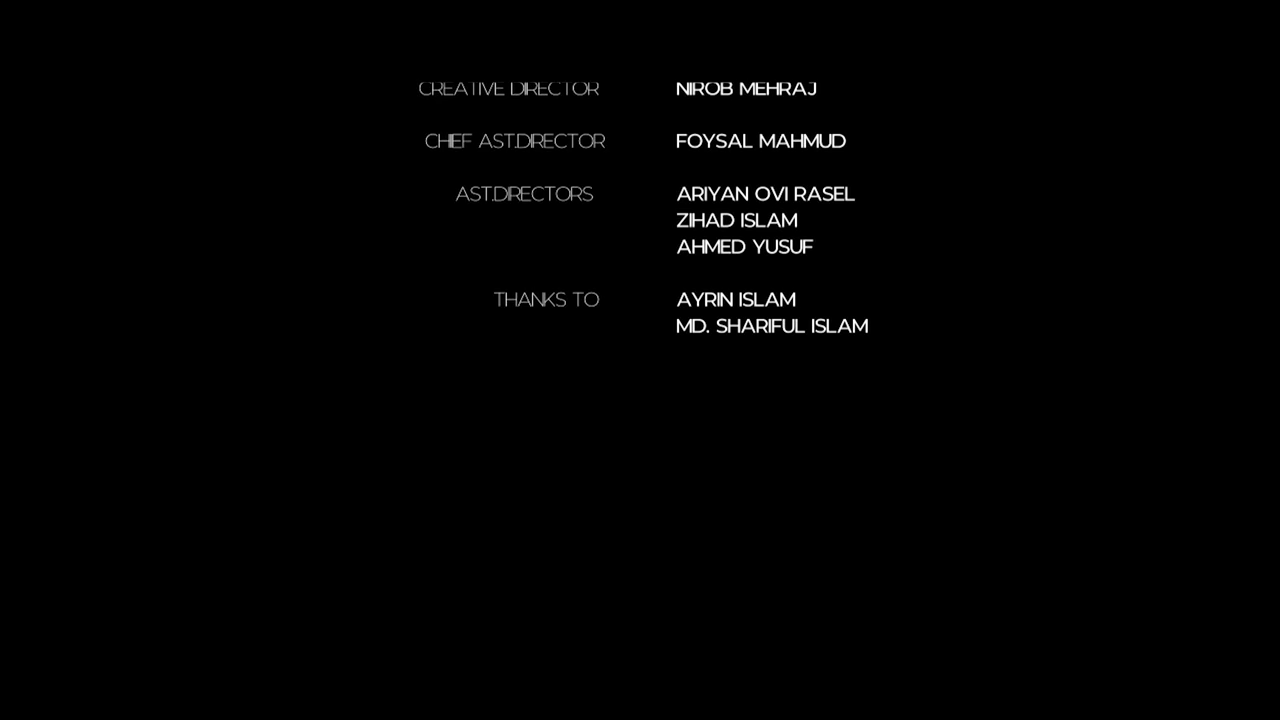 CREATIVE DIRECTOR NIROB MEHRAJ
CHIEF AST.DIRECTOR FOYSAL MAHMUD
AST.DIRECTORS ARIYAN OVI RASEL
ZIHAD ISLAM
AHMED YUSUF
THANKS TO AYRIN ISLAM
MD. SHARIFUL ISLAM